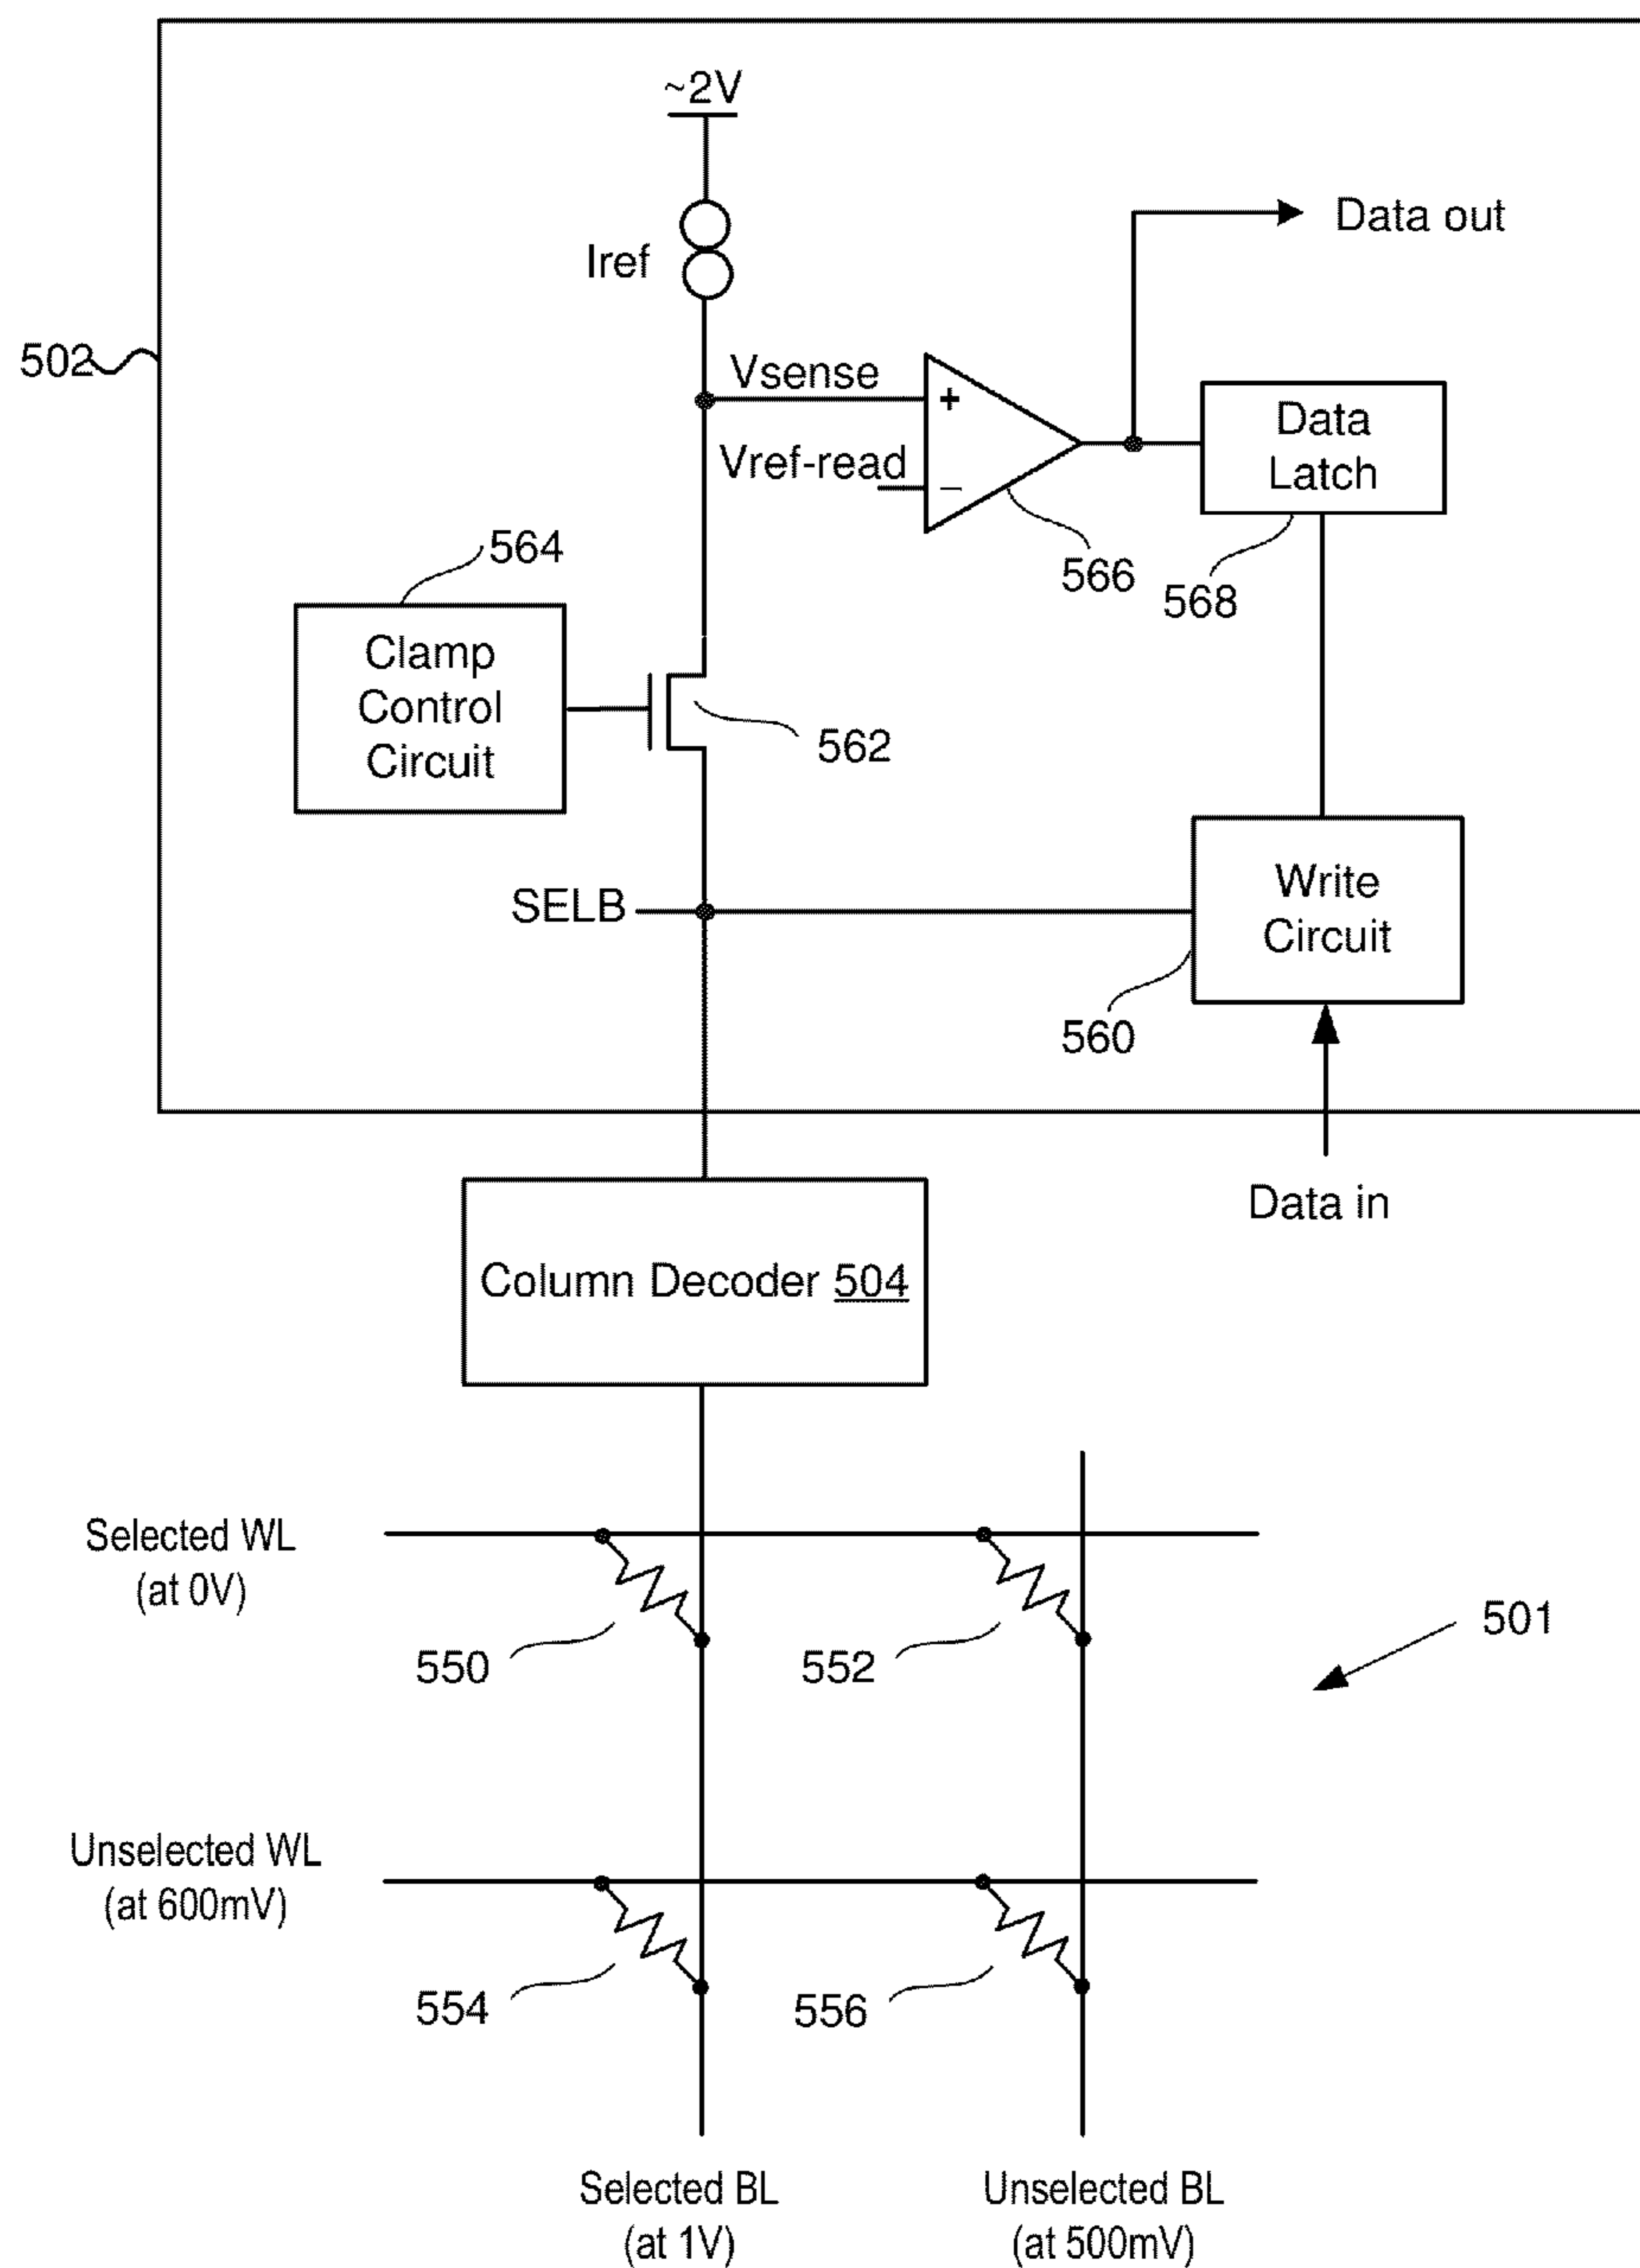 ~2V
Data out
Iref
502
Vsense
+
Data
Latch
Vref-read
−
564
566
568
Clamp
Control
Circuit
562
Write
Circuit
SELB
560
Data in
Column Decoder 504
Selected WL
(at 0V)
501
550
552
Unselected WL
(at 600mV)
554
556
Selected BL
(at 1V)
Unselected BL
(at 500mV)